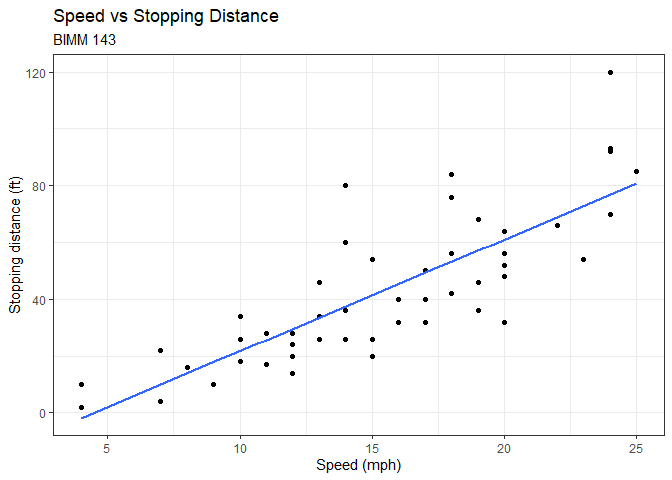 Speed vs Stopping Distance
BIMM 143
120
80
40
0
Stopping distance (ft)
5 10 15 20 25
Speed (mph)